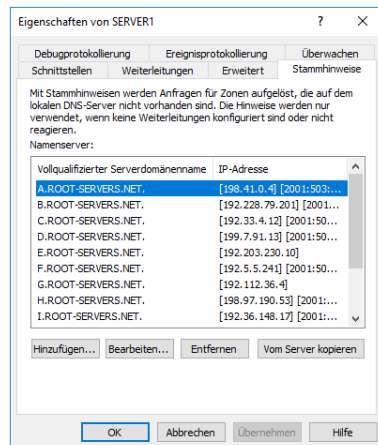 Eigenschaften von SERVER1
Debugprotokollierung Ereignisprotokollierung Überwachen
Schnittstellen Weiterleitungen Erweitert Stammhinweise
Mit Stammhinweisen werden Anfragen für Zonen aufgelöst, die auf dem
lokalen DNS-Server nicht vorhanden sind. Die Hinweise werden nur
verwendet, wenn keine Weiterleitungen konfiguriert sind oder nicht
reagieren.
Namenserver:
Vollqualifizierter Serverdomänenname IP-Adresse
A.ROOT-SERVERS.NET. [198.41.0.4] [2001:503:...
B.ROOT-SERVERS.NET. [192.228.79.201] [2001...
C.ROOT-SERVERS.NET. [192.33.4.12] [2001:50...
D.ROOT-SERVERS.NET. [199.7.91.13] [2001:50...
E.ROOT-SERVERS.NET. [192.203.230.10]
F.ROOT-SERVERS.NET. [192.5.5.241] [2001:50...
G.ROOT-SERVERS.NET. [192.112.36.4]
H.ROOT-SERVERS.NET. [198.97.190.53] [2001:...
I.ROOT-SERVERS.NET. [192.36.148.17] [2001:...
Hinzufügen... Bearbeiten... Entfernen Vom Server kopieren
OK Abbrechen Übernehmen Hilfe